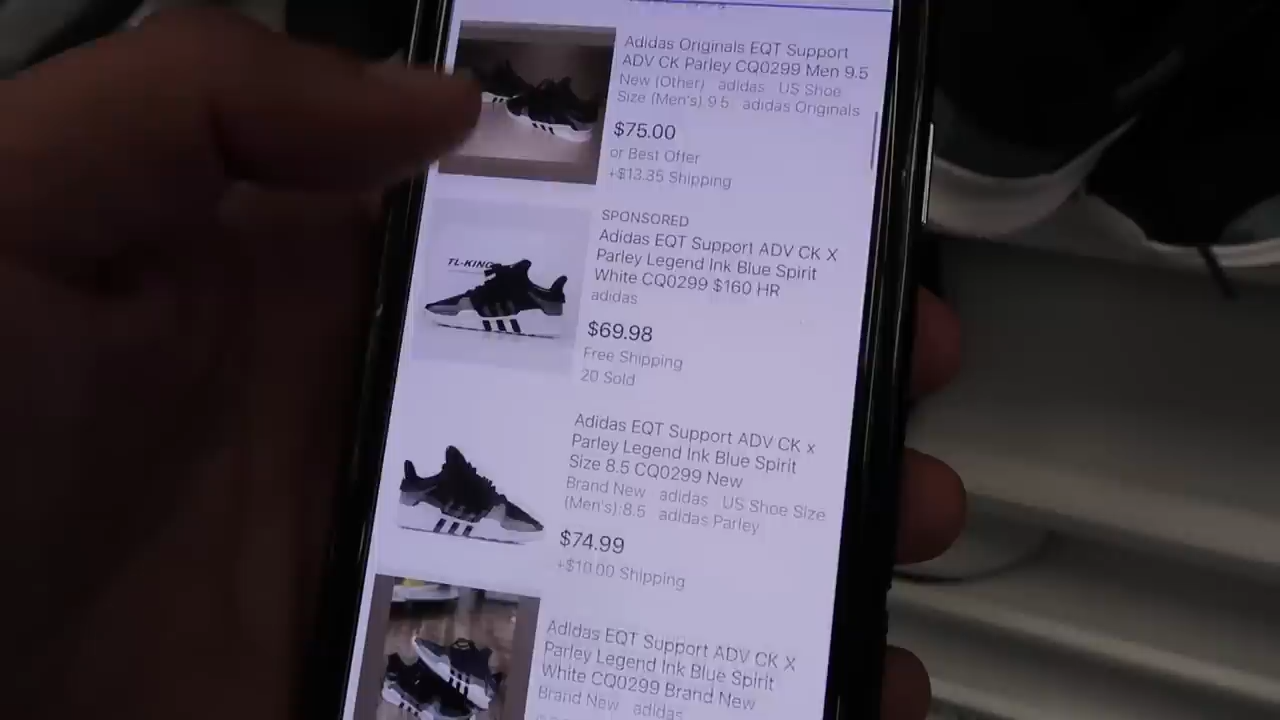 Adidas Originals EQT Support
ADV CK Parley CQ0299 Men 9.5
New (Other) adidas US Shoe
Size (Men's) 9.5 adidas Originals
$75.00
or Best Offer
+$13.35 Shipping
SPONSORED
Adidas EQT Support ADV CK X
Parley Legend Ink Blue Spirit
White CQ0299 $160 HR
adidas
TL-KING
$69.98
Free Shipping
20 Sold
Adidas EQT Support ADV CK x
Parley Legend Ink Blue Spirit
Size 8.5 CQ0299 New
Brand New adidas US Shoe Size
(Men's):8.5 adidas Parley
$74.99
+$10.00 Shipping
Adidas EQT Support ADV CK X
Parley Legend Ink Blue Spirit
White CQ0299 Brand New
Brand New adidas